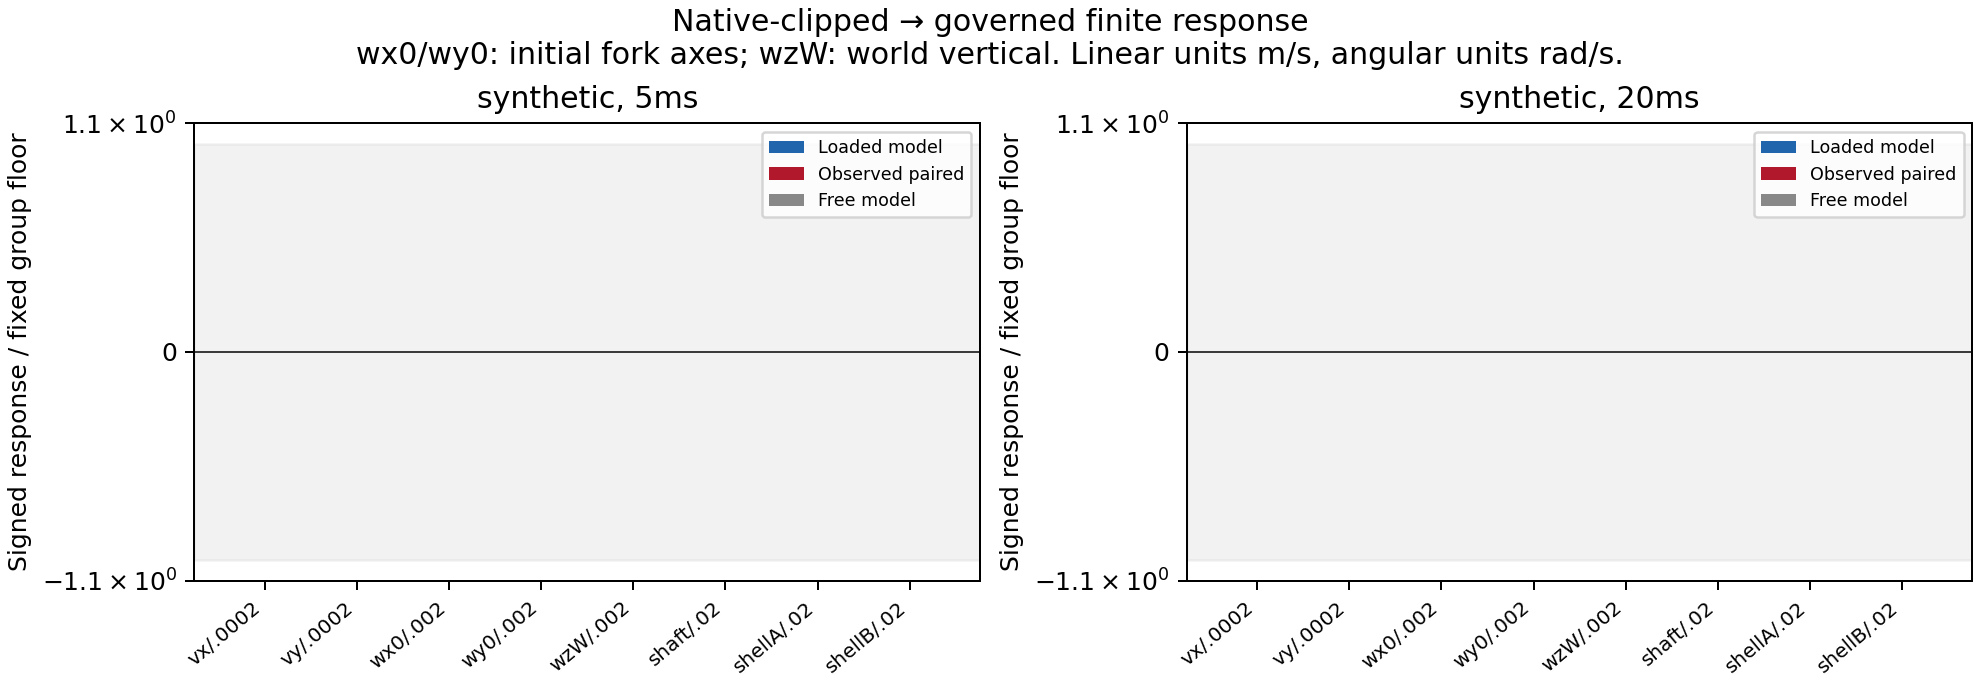 Native-clipped → governed finite response
wx0/wy0: initial fork axes; wzW: world vertical. Linear units m/s, angular units rad/s.
synthetic, 5ms
Signed response / fixed group floor
1.1 × 10⁰
0
−1.1 × 10⁰
Loaded model
Observed paired
Free model
vx/.0002
vy/.0002
wx0/.002
wy0/.002
wzW/.002
shaft/.02
shellA/.02
shellB/.02
synthetic, 20ms
Signed response / fixed group floor
1.1 × 10⁰
0
−1.1 × 10⁰
Loaded model
Observed paired
Free model
vx/.0002
vy/.0002
wx0/.002
wy0/.002
wzW/.002
shaft/.02
shellA/.02
shellB/.02